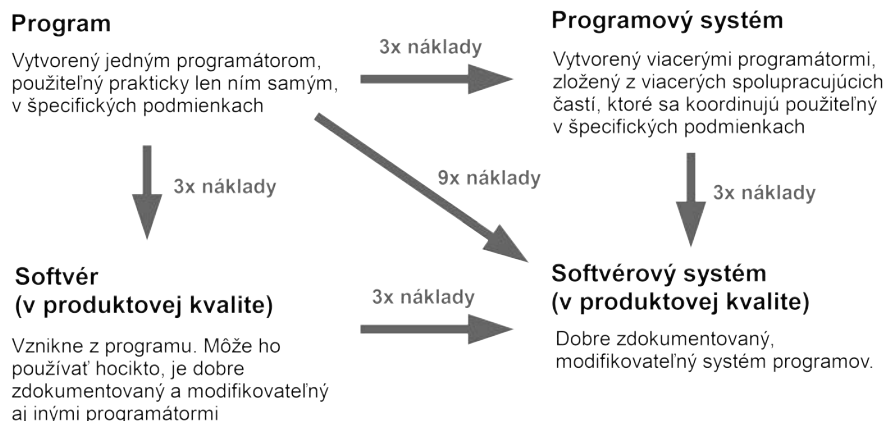 Program
Vytvorený jedným programátorom,
použiteľný prakticky len ním samým,
v špecifických podmienkach
3x náklady
Programový systém
Vytvorený viacerými programátormi,
zložený z viacerých spolupracujúcich
častí, ktoré sa koordinujú použiteľný
v špecifických podmienkach
3x náklady
9x náklady
3x náklady
Softvér
(v produktovej kvalite)
Vznikne z programu. Môže ho
používať hocikto, je dobre
zdokumentovaný a modifikovateľný
aj inými programátormi
3x náklady
Softvérový systém
(v produktovej kvalite)
Dobre zdokumentovaný,
modifikovateľný systém programov.